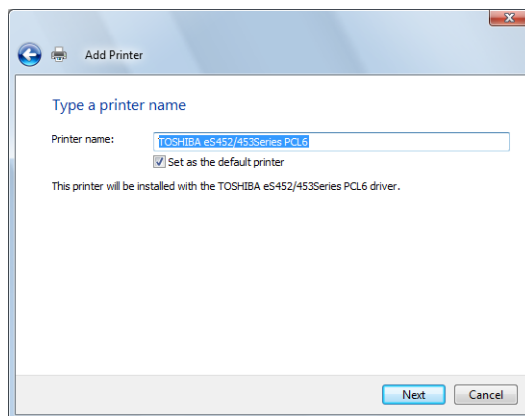 Add Printer
Type a printer name
Printer name: TOSHIBA eS452/453Series PCL6
Set as the default printer
This printer will be installed with the TOSHIBA eS452/453Series PCL6 driver.
Next Cancel